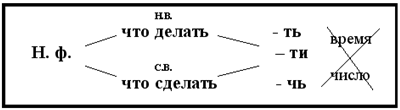 н.в.
что делать - ть время
Н. ф. – ти
с.в.
что сделать - чь число